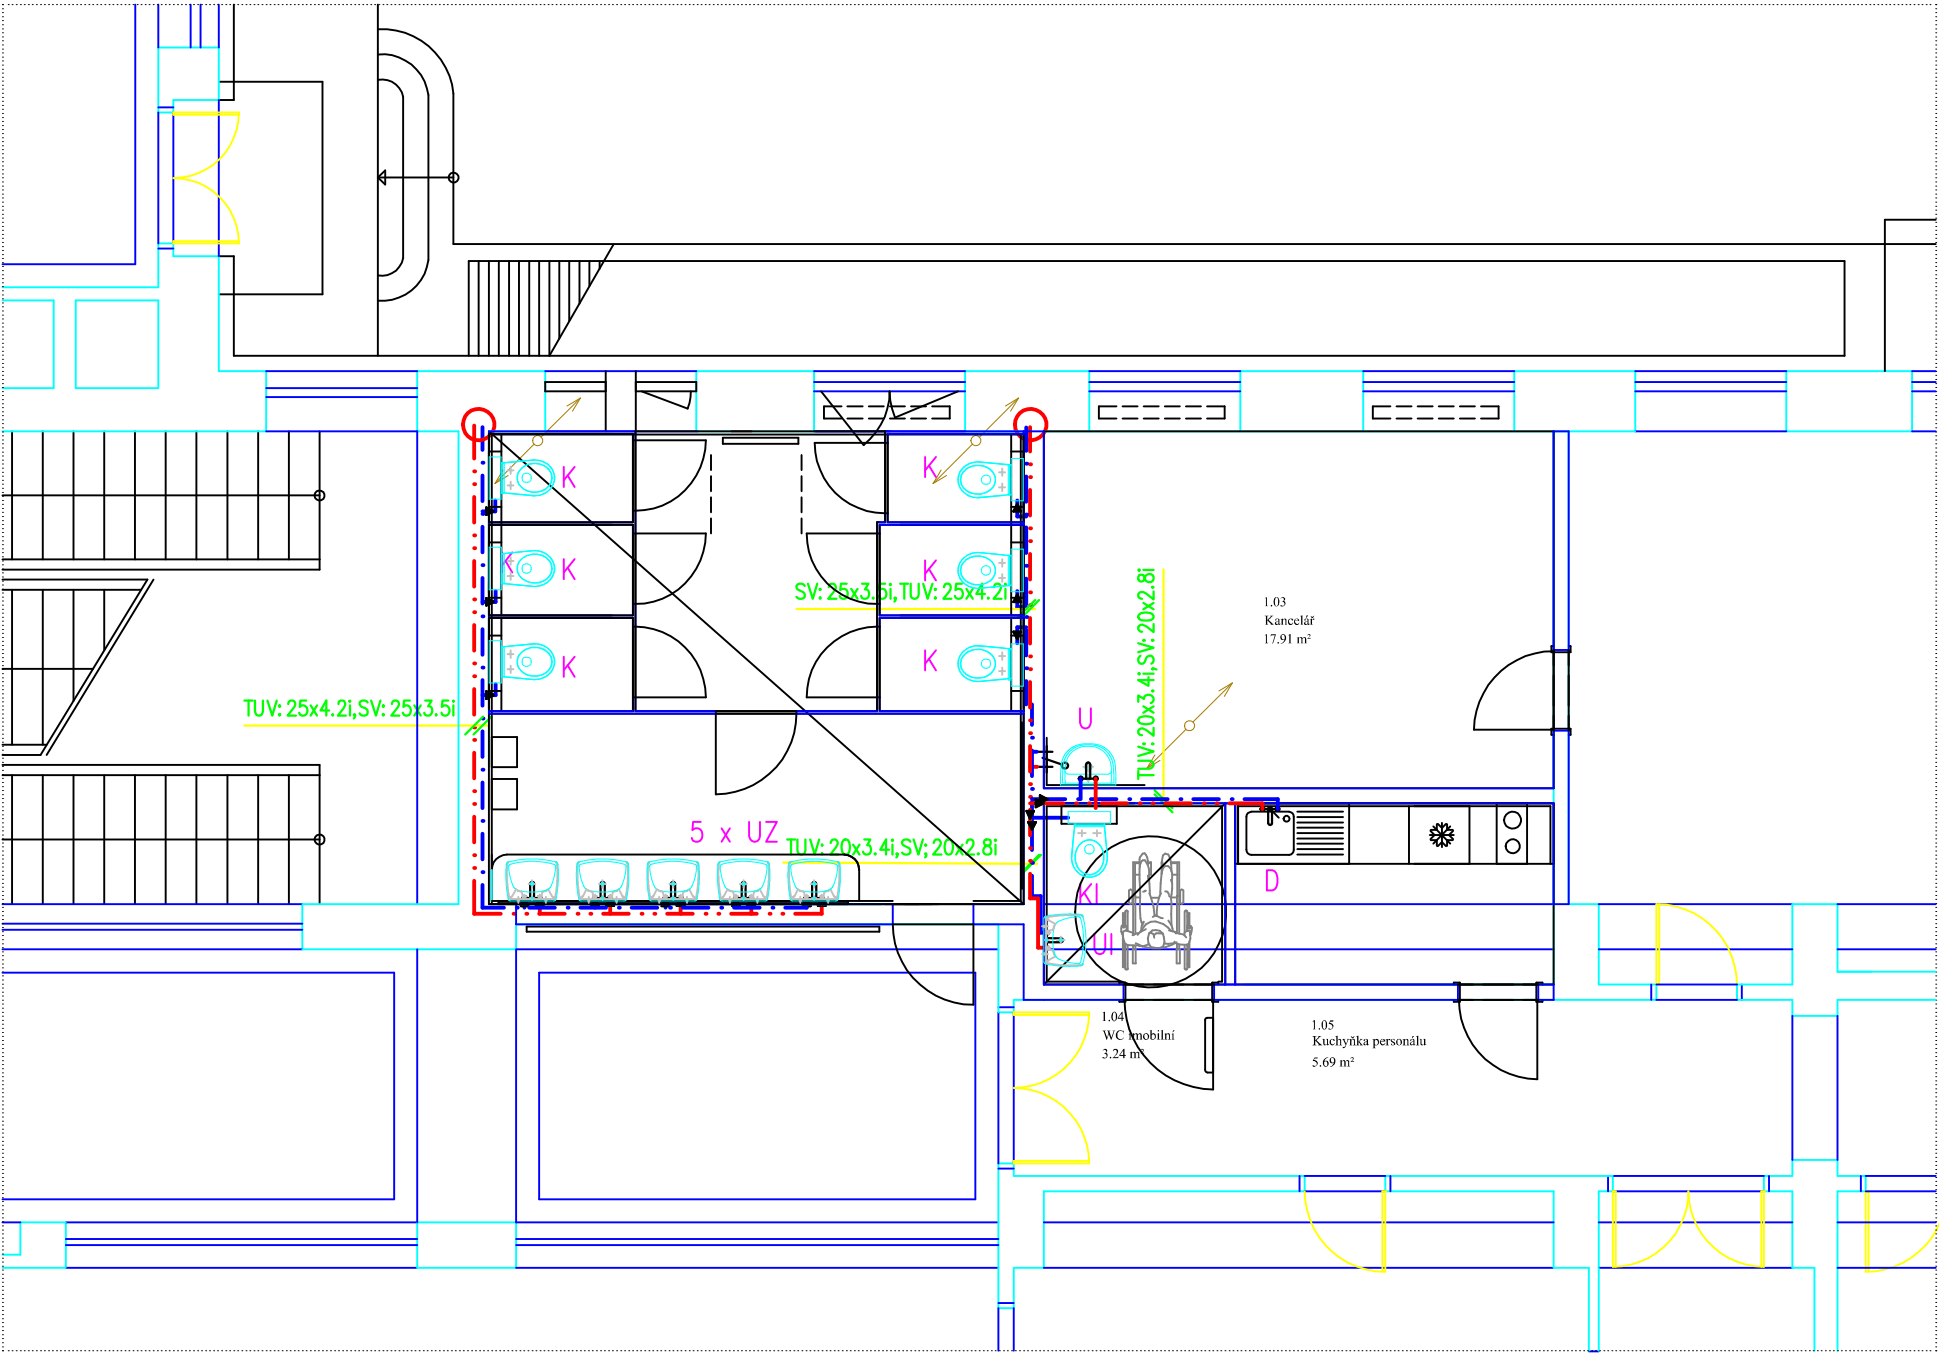 K
K
K
K
K
SV: 25x3.5i, TUV: 25x4.2i
TUV: 20x3.4i,SV: 20x2.8i
1.03
Kancelář
17.91 m²
K
K
TUV: 25x4.2i,SV: 25x3.5i
U
5 x UZ
TUV: 20x3.4i,SV; 20x2.8i
D
KI
UI
1.04
WC imobilní
3.24 m²
1.05
Kuchyňka personálu
5.69 m²